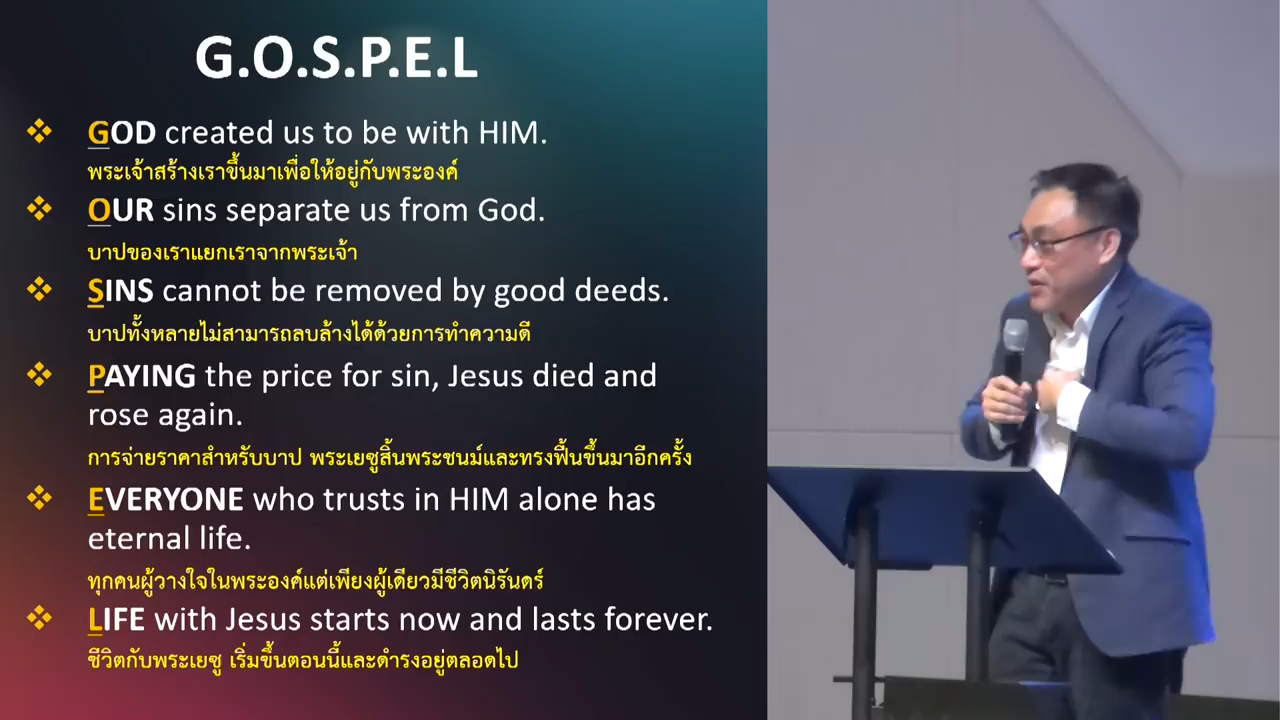 G.O.S.P.E.L
GOD created us to be with HIM.
พระเจ้าสร้างเราขึ้นมาเพื่อให้อยู่กับพระองค์
OUR sins separate us from God.
บาปของเราแยกเราจากพระเจ้า
SINS cannot be removed by good deeds.
บาปทั้งหลายไม่สามารถลบล้างได้ด้วยการทำความดี
PAYING the price for sin, Jesus died and
rose again.
การจ่ายราคาสำหรับบาป พระเยซูสิ้นพระชนม์และทรงฟื้นขึ้นมาอีกครั้ง
EVERYONE who trusts in HIM alone has
eternal life.
ทุกคนผู้วางใจในพระองค์แต่เพียงผู้เดียวมีชีวิตนิรันดร์
LIFE with Jesus starts now and lasts forever.
ชีวิตกับพระเยซู เริ่มขึ้นตอนนี้และดำรงอยู่ตลอดไป